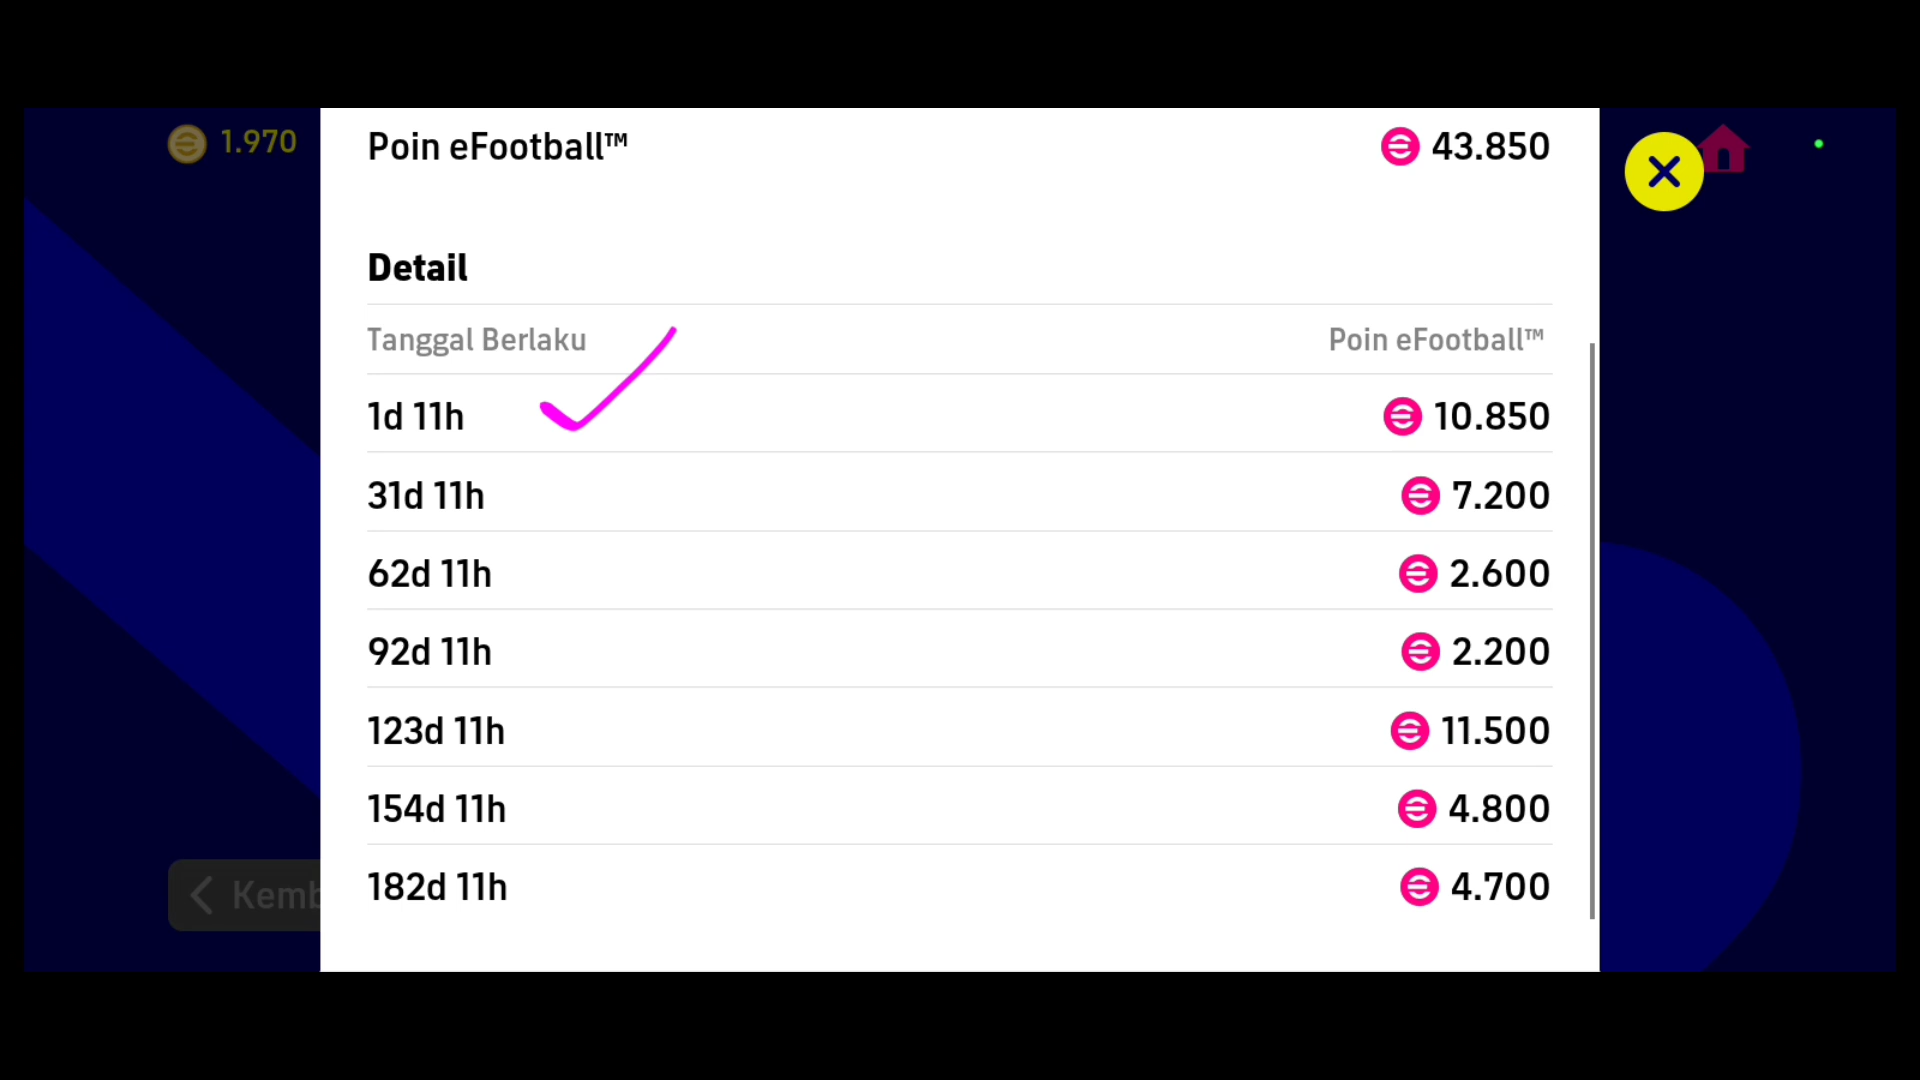 1.970
Poin eFootball™ 43.850
Detail
Tanggal Berlaku Poin eFootball™
1d 11h 10.850
31d 11h 7.200
62d 11h 2.600
92d 11h 2.200
123d 11h 11.500
154d 11h 4.800
182d 11h 4.700
Kemb